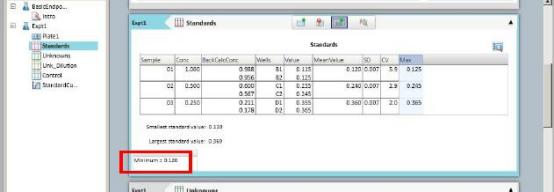 BasicEndpo...
Intro
Expt1
Plate1
Standards
Unknowns
Unk_Dilution
Control
StandardCu...
Expt1 Standards
Standards
Sample Conc BackCalcConc Wells Value MeanValue SD CV Max
01 1.000 0.988 B1 0.115 0.120 0.007 5.9 0.125
0.956 B2 0.125
02 0.500 0.600 C1 0.235 0.240 0.007 2.9 0.245
0.567 C2 0.245
03 0.250 0.211 D1 0.355 0.360 0.007 2.0 0.365
0.178 D2 0.365
Smallest standard value: 0.120
Largest standard value: 0.360
Minimum = 0.120
Expt1 Unknowns